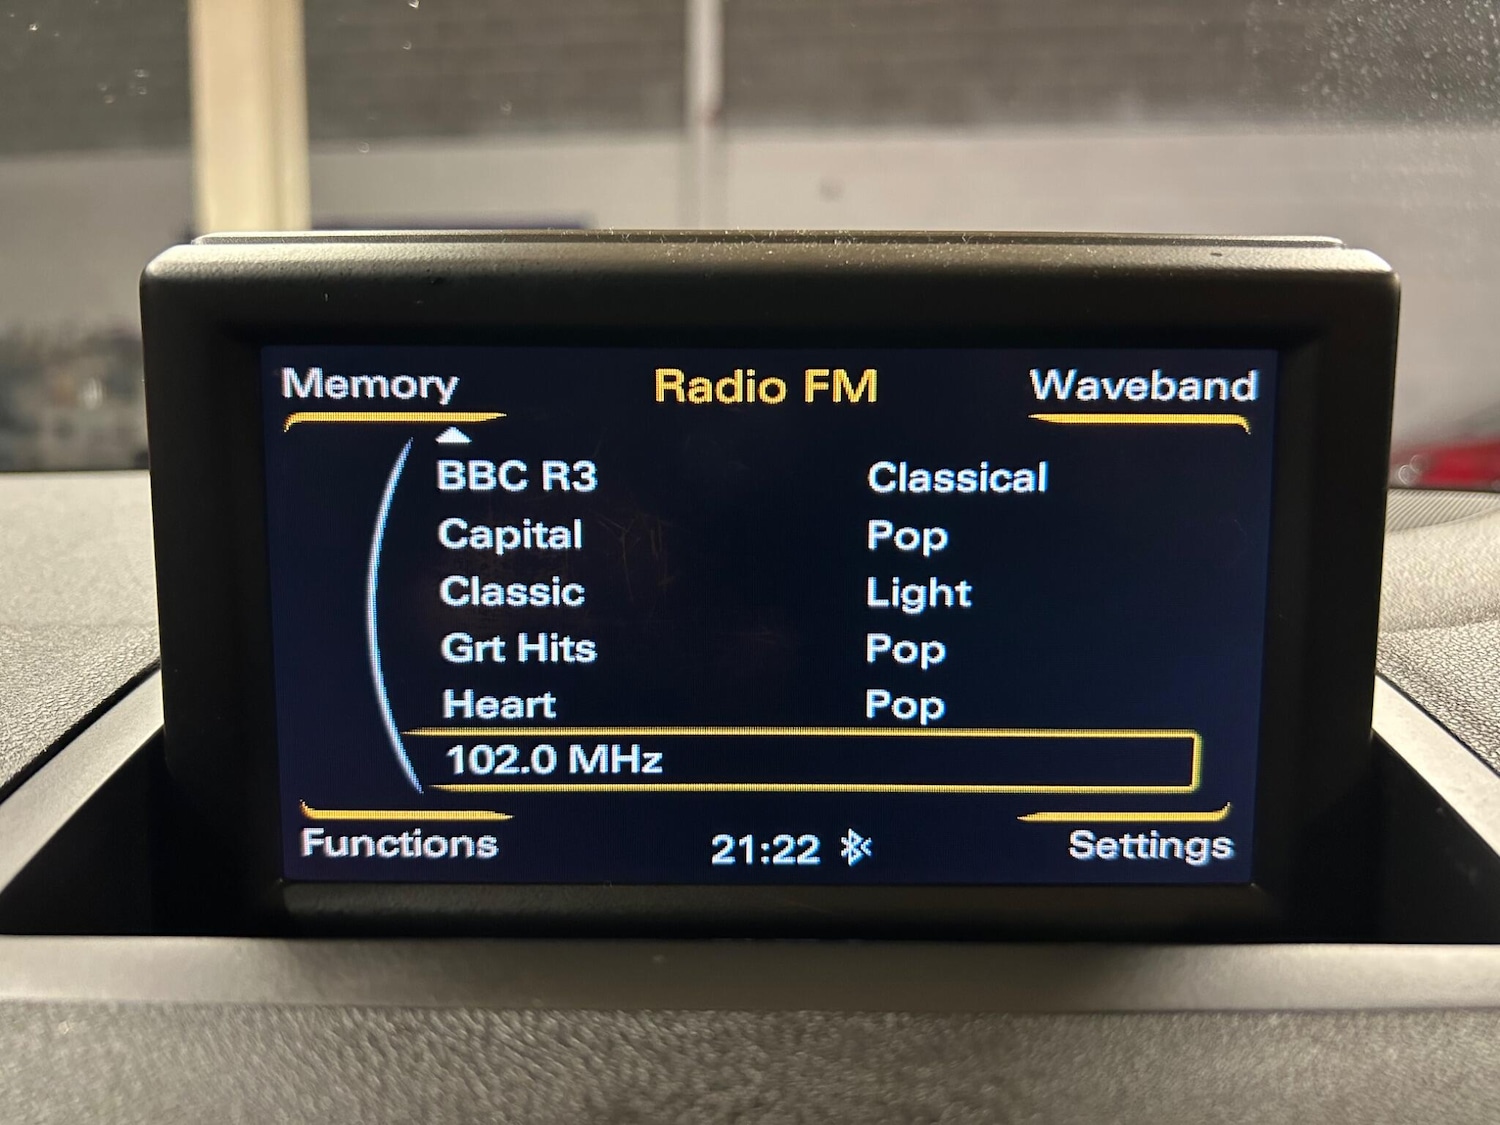 Memory Radio FM Waveband
BBC R3 Classical
Capital Pop
Classic Light
Grt Hits Pop
Heart Pop
102.0 MHz
Functions 21:22 Settings